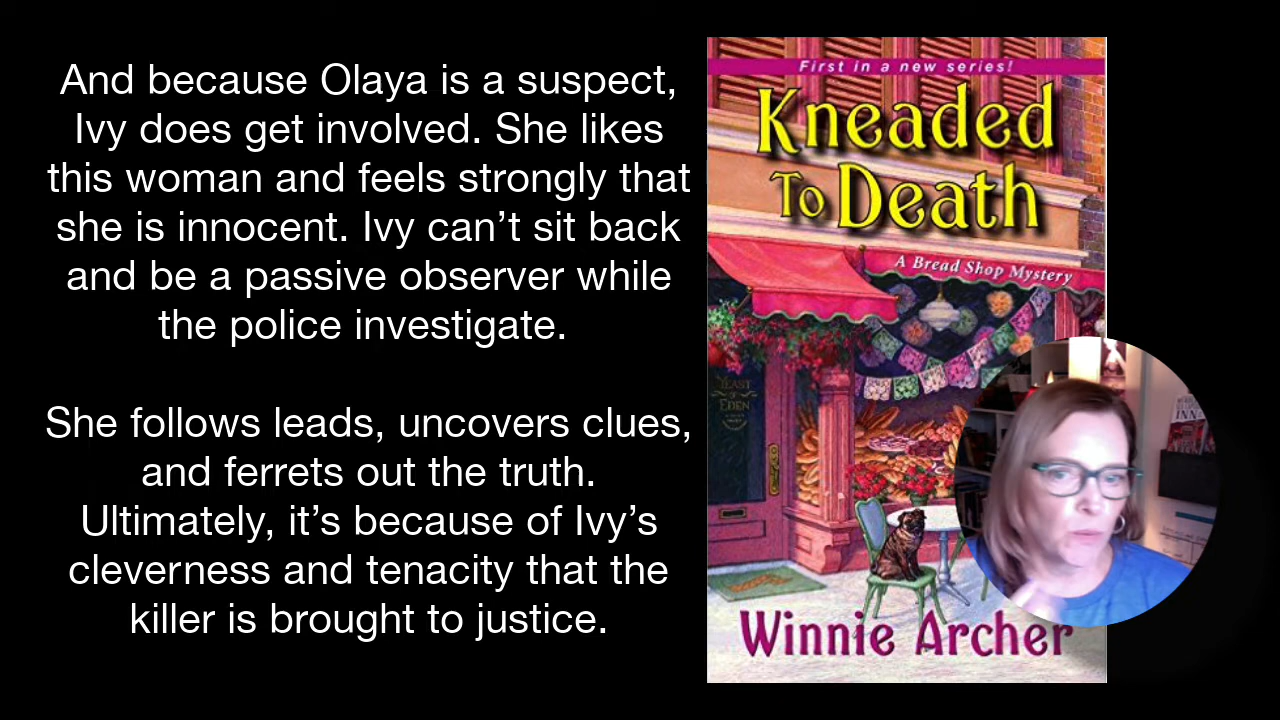 And because Olaya is a suspect,
Ivy does get involved. She likes
this woman and feels strongly that
she is innocent. Ivy can’t sit back
and be a passive observer while
the police investigate.
She follows leads, uncovers clues,
and ferrets out the truth.
Ultimately, it’s because of Ivy’s
cleverness and tenacity that the
killer is brought to justice.
First in a new series!
Kneaded
To Death
A Bread Shop Mystery
YEAST
of
EDEN
Winnie Archer